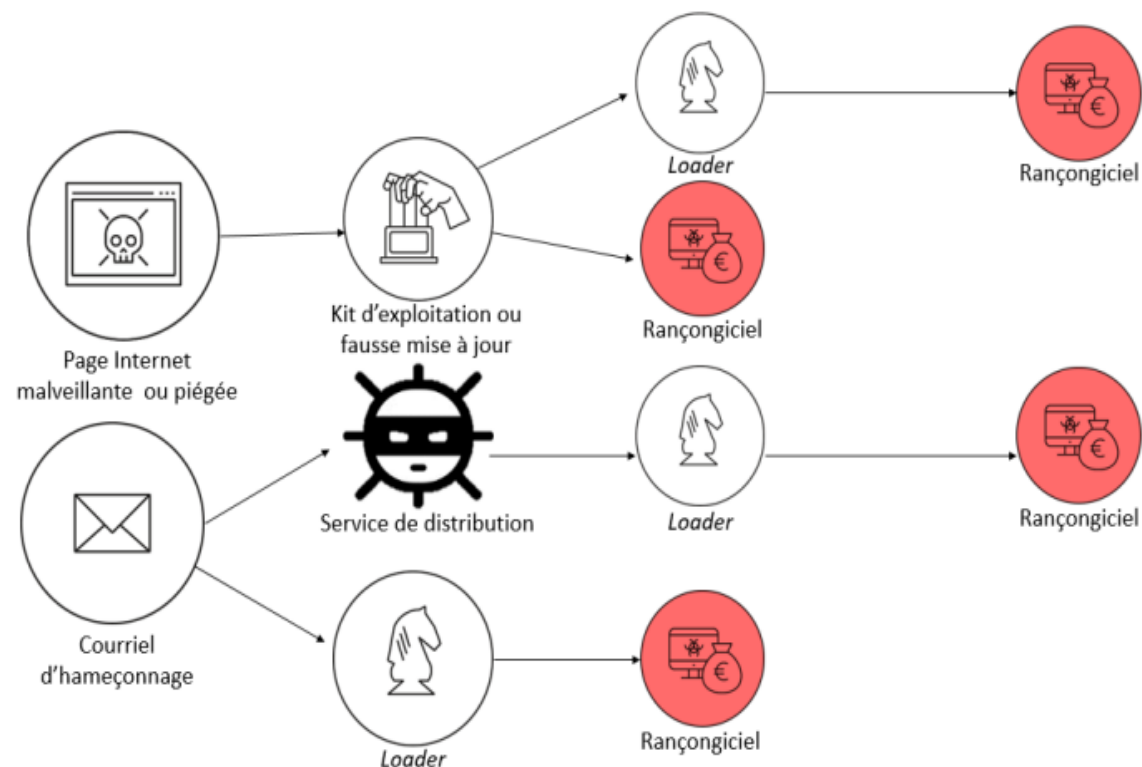 Loader
Rançongiciel
Kit d'exploitation ou
fausse mise à jour
Rançongiciel
Page Internet
malveillante ou piégée
Service de distribution
Loader
Rançongiciel
Courriel
d'hameçonnage
Loader
Rançongiciel